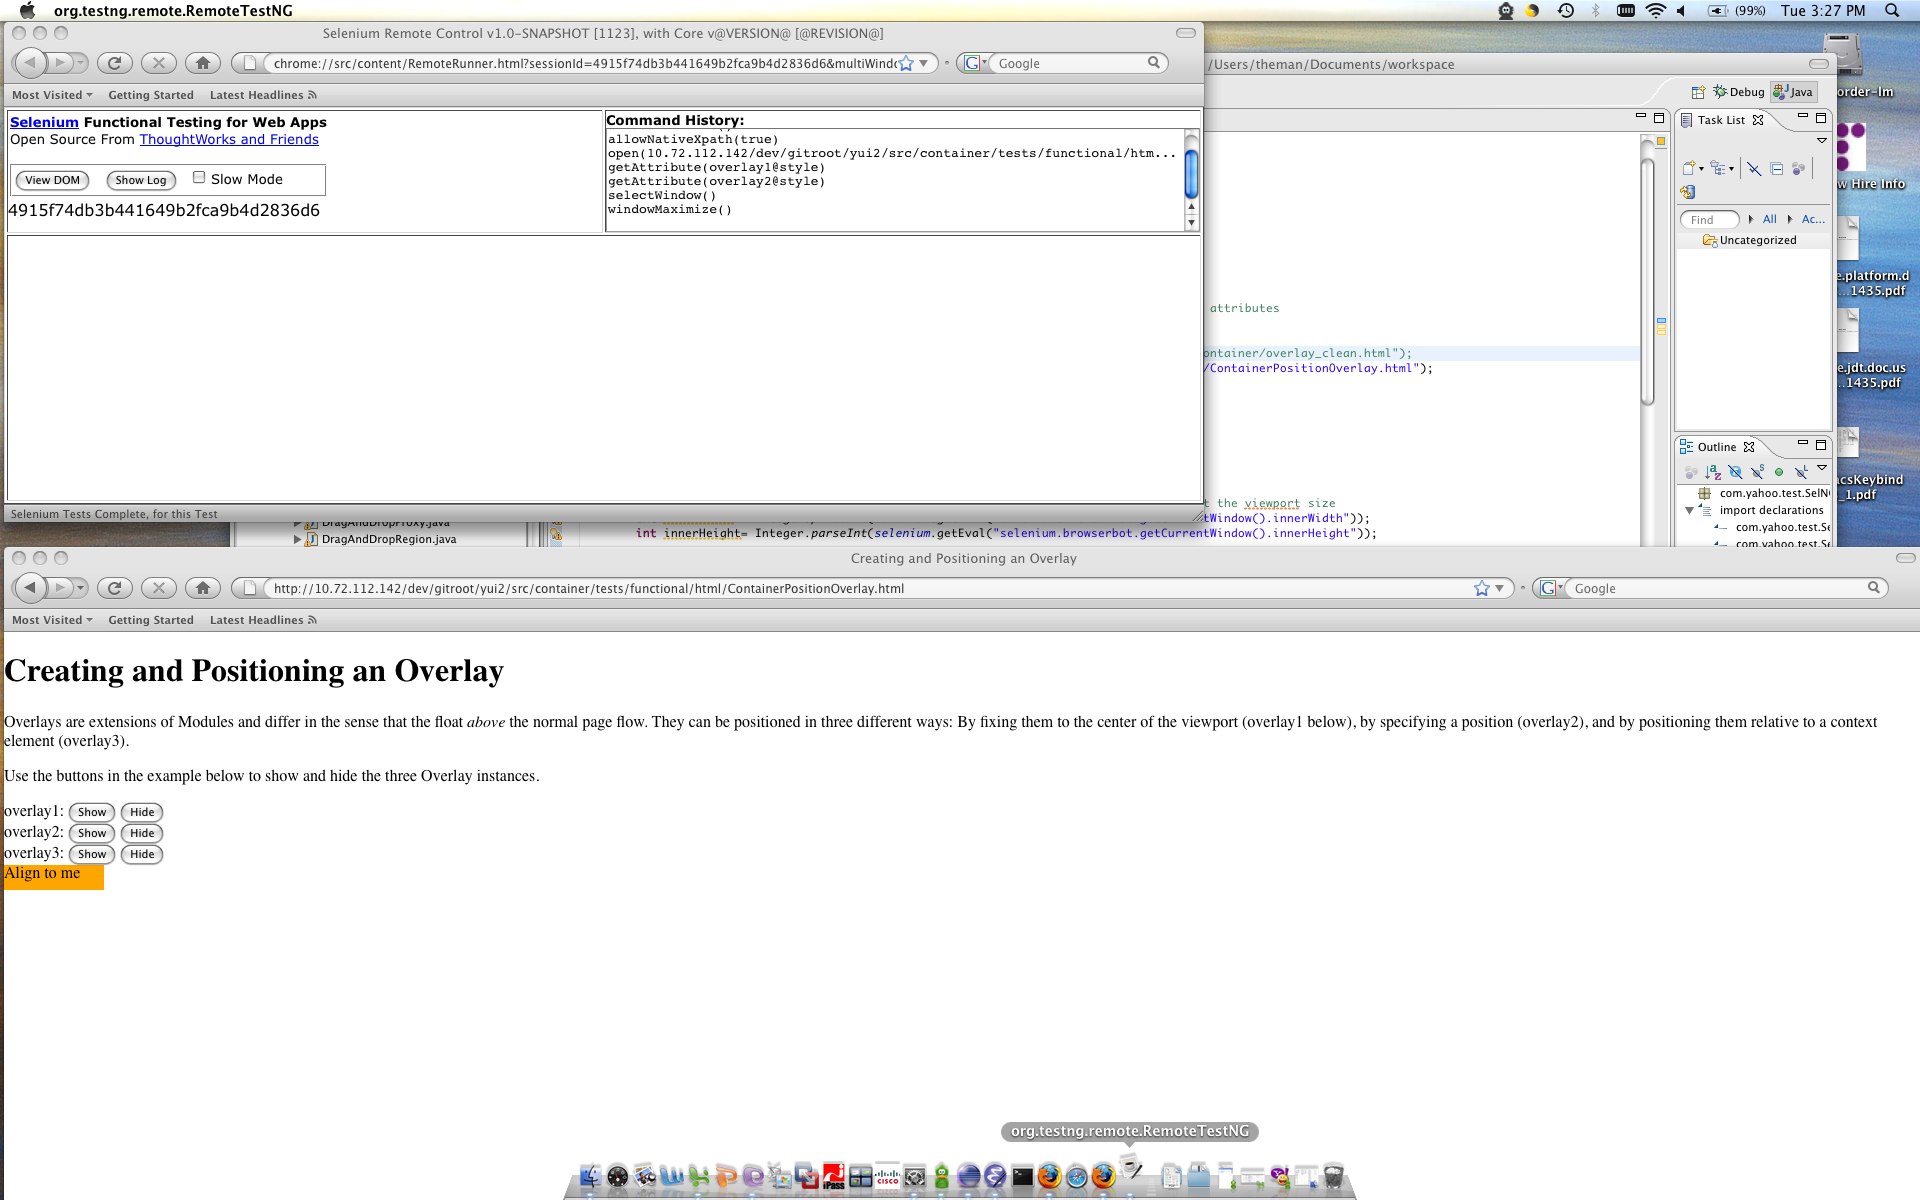 org.testng.remote.RemoteTestNG
(99%) Tue 3:27 PM
Selenium Remote Control v1.0-SNAPSHOT [1123], with Core v@VERSION@ [@REVISION@]
chrome://src/content/RemoteRunner.html?sessionId=4915f74db3b441649b2fca9b4d2836d6&multiWindo
Google
Most Visited
Getting Started
Latest Headlines
Selenium Functional Testing for Web Apps
Open Source From ThoughtWorks and Friends
View DOM
Show Log
Slow Mode
4915f74db3b441649b2fca9b4d2836d6
Command History:
allowNativeXpath(true)
open(10.72.112.142/dev/gitroot/yui2/src/container/tests/functional/htm...
getAttribute(overlay1@style)
getAttribute(overlay2@style)
selectWindow()
windowMaximize()
Selenium Tests Complete, for this Test
/Users/theman/Documents/workspace
Debug
Java
Task List
Find
All
Ac...
Uncategorized
attributes
ontainer/overlay_clean.html");
/ContainerPositionOverlay.html");
t the viewport size
tWindow().innerWidth"));
int innerHeight= Integer.parseInt(selenium.getEval("selenium.browserbot.getCurrentWindow().innerHeight"));
DragAndDropProxy.java
DragAndDropRegion.java
Outline
com.yahoo.test.SelN
import declarations
com.yahoo.test.Se
com.yahoo.test.Se
order-lm
w Hire Info
e.platform.d
...1435.pdf
e.jdt.doc.us
...1435.pdf
acsKeybind
_1.pdf
Creating and Positioning an Overlay
http://10.72.112.142/dev/gitroot/yui2/src/container/tests/functional/html/ContainerPositionOverlay.html
Google
Most Visited
Getting Started
Latest Headlines
Creating and Positioning an Overlay
Overlays are extensions of Modules and differ in the sense that the float above the normal page flow. They can be positioned in three different ways: By fixing them to the center of the viewport (overlay1 below), by specifying a position (overlay2), and by positioning them relative to a context
element (overlay3).
Use the buttons in the example below to show and hide the three Overlay instances.
overlay1: Show Hide
overlay2: Show Hide
overlay3: Show Hide
Align to me
org.testng.remote.RemoteTestNG
iPass
CISCO